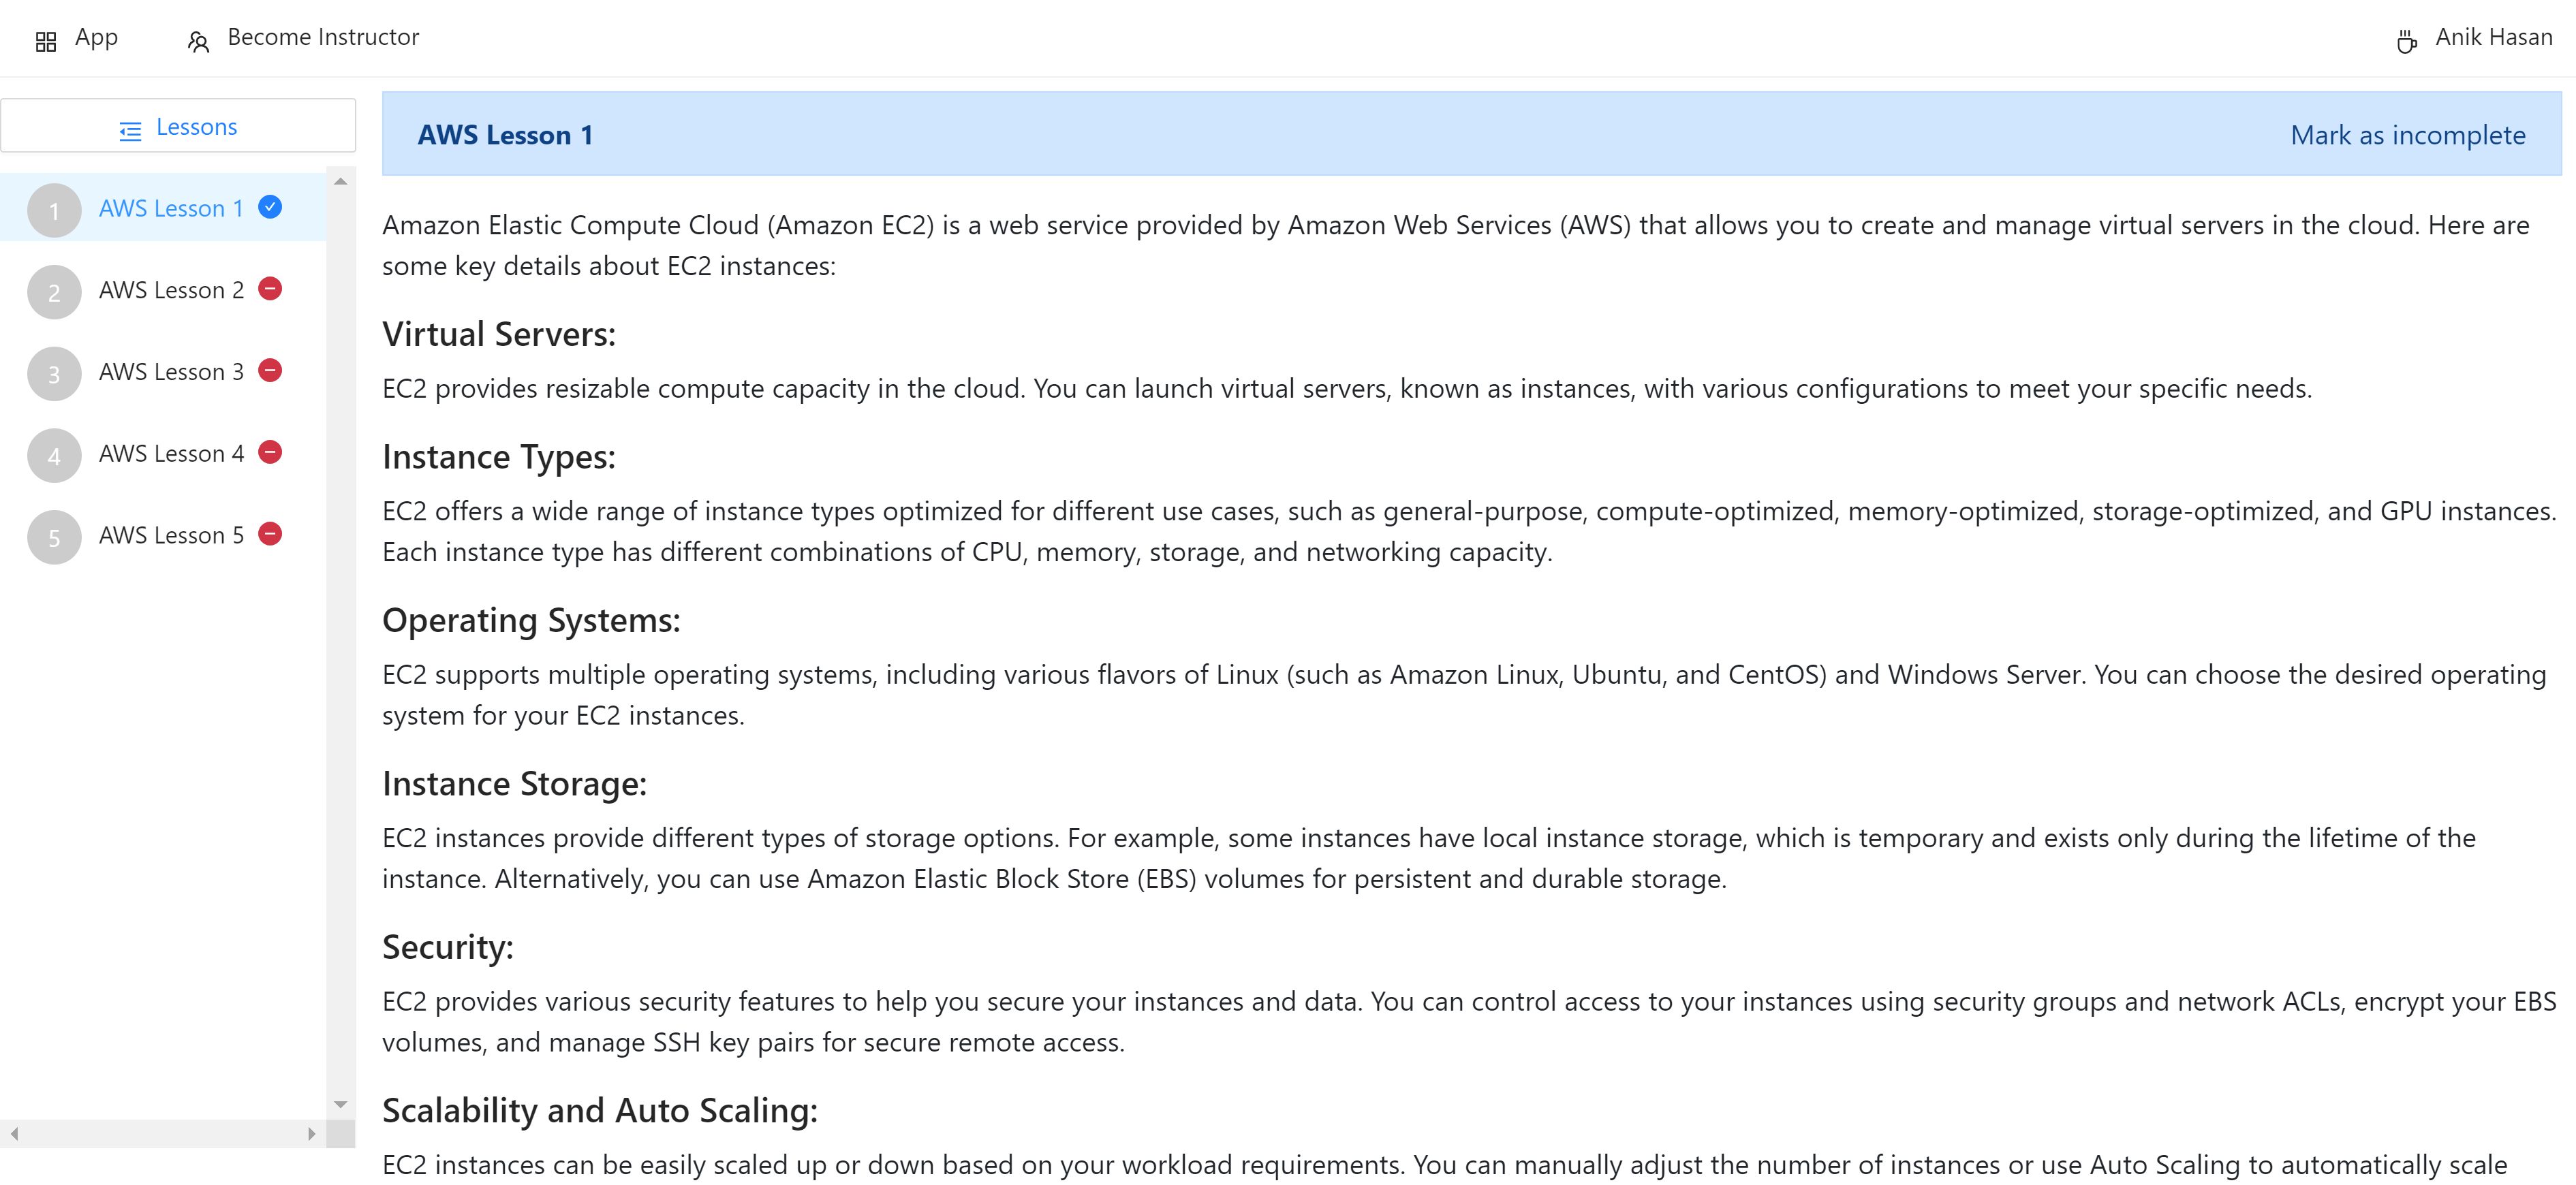 App
Become Instructor
Anik Hasan
Lessons
1 AWS Lesson 1
2 AWS Lesson 2
3 AWS Lesson 3
4 AWS Lesson 4
5 AWS Lesson 5
AWS Lesson 1
Mark as incomplete
Amazon Elastic Compute Cloud (Amazon EC2) is a web service provided by Amazon Web Services (AWS) that allows you to create and manage virtual servers in the cloud. Here are
some key details about EC2 instances:
Virtual Servers:
EC2 provides resizable compute capacity in the cloud. You can launch virtual servers, known as instances, with various configurations to meet your specific needs.
Instance Types:
EC2 offers a wide range of instance types optimized for different use cases, such as general-purpose, compute-optimized, memory-optimized, storage-optimized, and GPU instances.
Each instance type has different combinations of CPU, memory, storage, and networking capacity.
Operating Systems:
EC2 supports multiple operating systems, including various flavors of Linux (such as Amazon Linux, Ubuntu, and CentOS) and Windows Server. You can choose the desired operating
system for your EC2 instances.
Instance Storage:
EC2 instances provide different types of storage options. For example, some instances have local instance storage, which is temporary and exists only during the lifetime of the
instance. Alternatively, you can use Amazon Elastic Block Store (EBS) volumes for persistent and durable storage.
Security:
EC2 provides various security features to help you secure your instances and data. You can control access to your instances using security groups and network ACLs, encrypt your EBS
volumes, and manage SSH key pairs for secure remote access.
Scalability and Auto Scaling:
EC2 instances can be easily scaled up or down based on your workload requirements. You can manually adjust the number of instances or use Auto Scaling to automatically scale